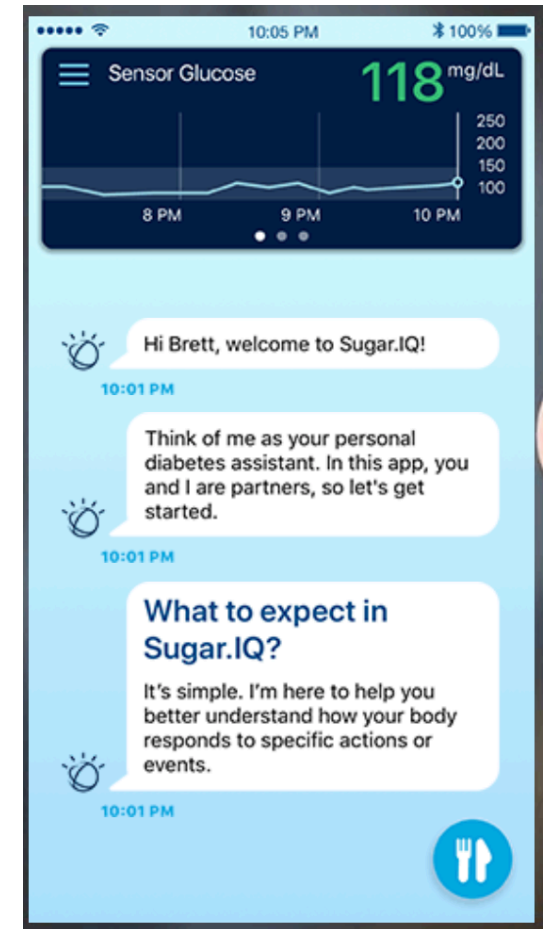 10:05 PM
100%
Sensor Glucose
118 mg/dL
250
200
150
100
8 PM
9 PM
10 PM
Hi Brett, welcome to Sugar.IQ!
10:01 PM
Think of me as your personal
diabetes assistant. In this app, you
and I are partners, so let's get
started.
10:01 PM
What to expect in
Sugar.IQ?
It's simple. I'm here to help you
better understand how your body
responds to specific actions or
events.
10:01 PM